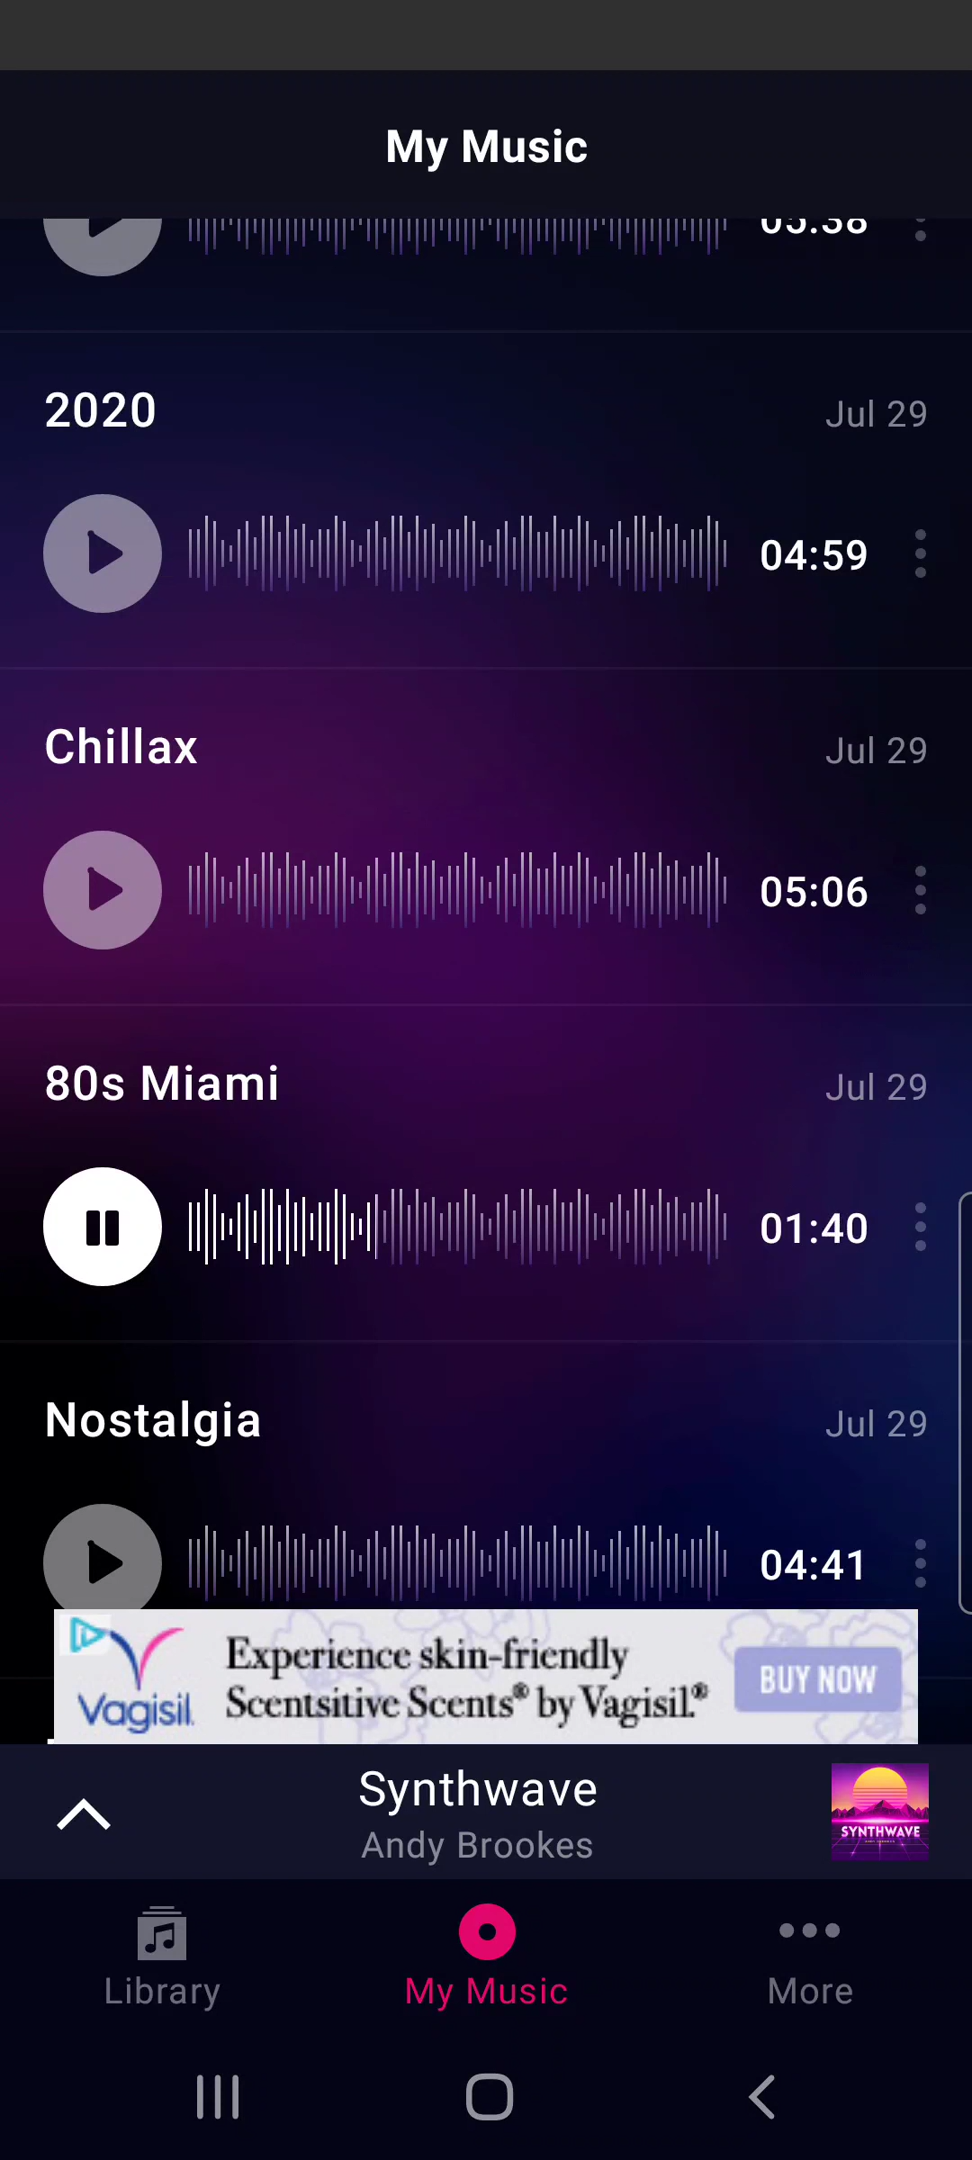 My Music
05:38
2020
Jul 29
04:59
Chillax
Jul 29
05:06
80s Miami
Jul 29
01:40
Nostalgia
Jul 29
04:41
Vagisil.
Experience skin-friendly
Scentsitive Scents® by Vagisil.®
BUY NOW
Synthwave
Andy Brookes
SYNTHWAVE
Library
My Music
More